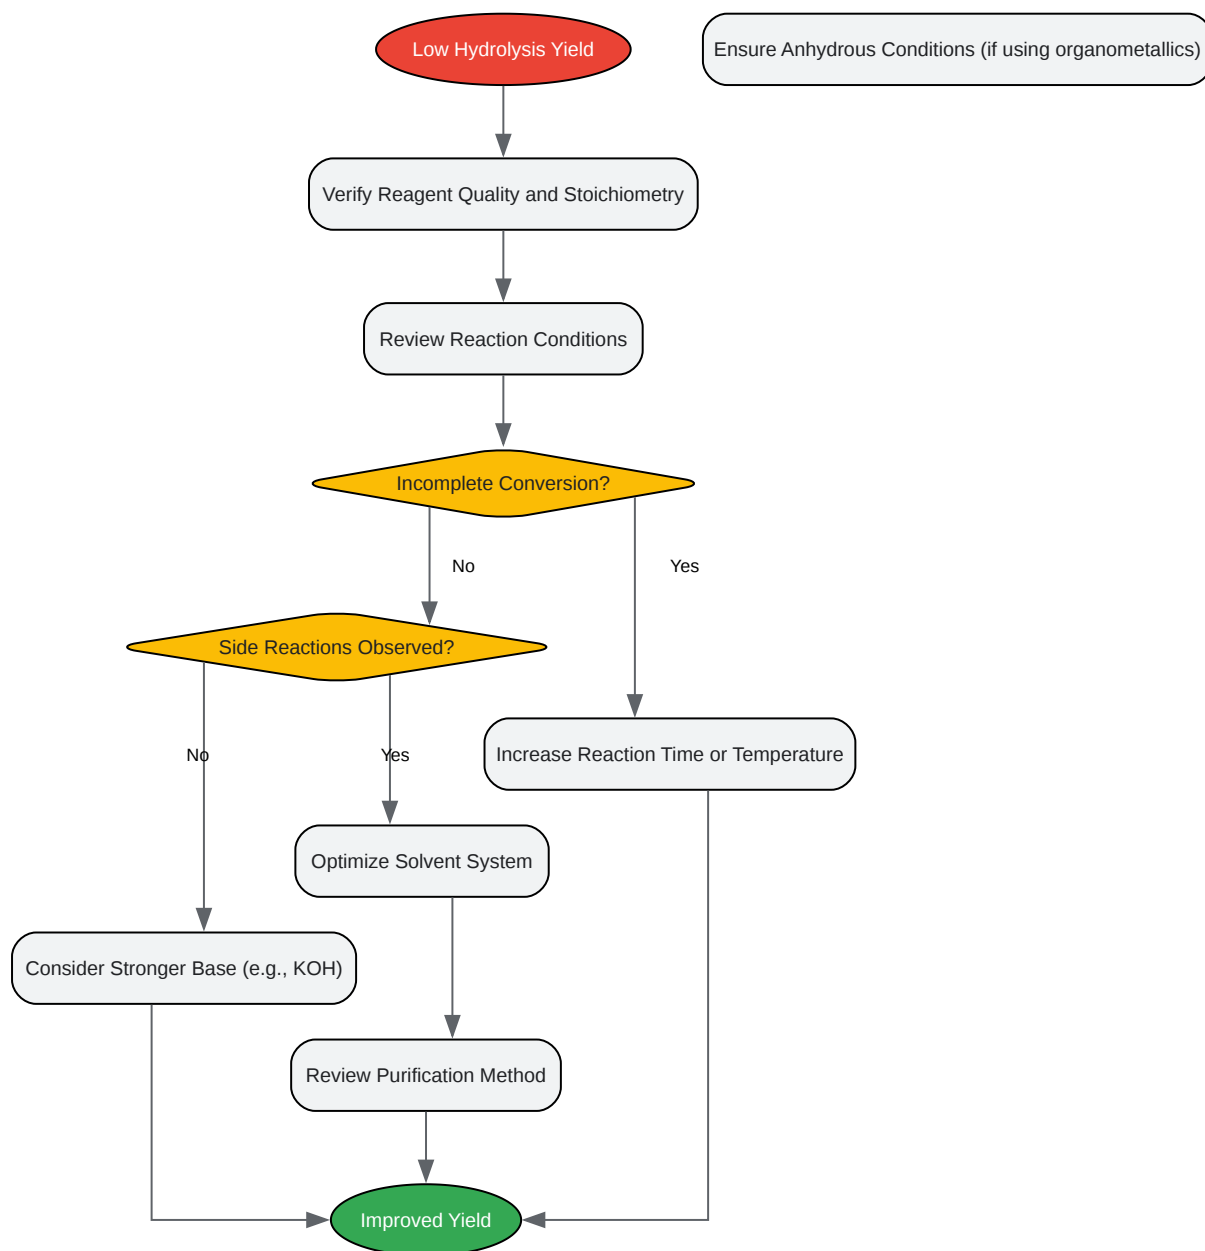 Low Hydrolysis Yield
Ensure Anhydrous Conditions (if using organometallics)
Verify Reagent Quality and Stoichiometry
Review Reaction Conditions
Incomplete Conversion?
No
Yes
Side Reactions Observed?
No
Yes
Increase Reaction Time or Temperature
Optimize Solvent System
Consider Stronger Base (e.g., KOH)
Review Purification Method
Improved Yield